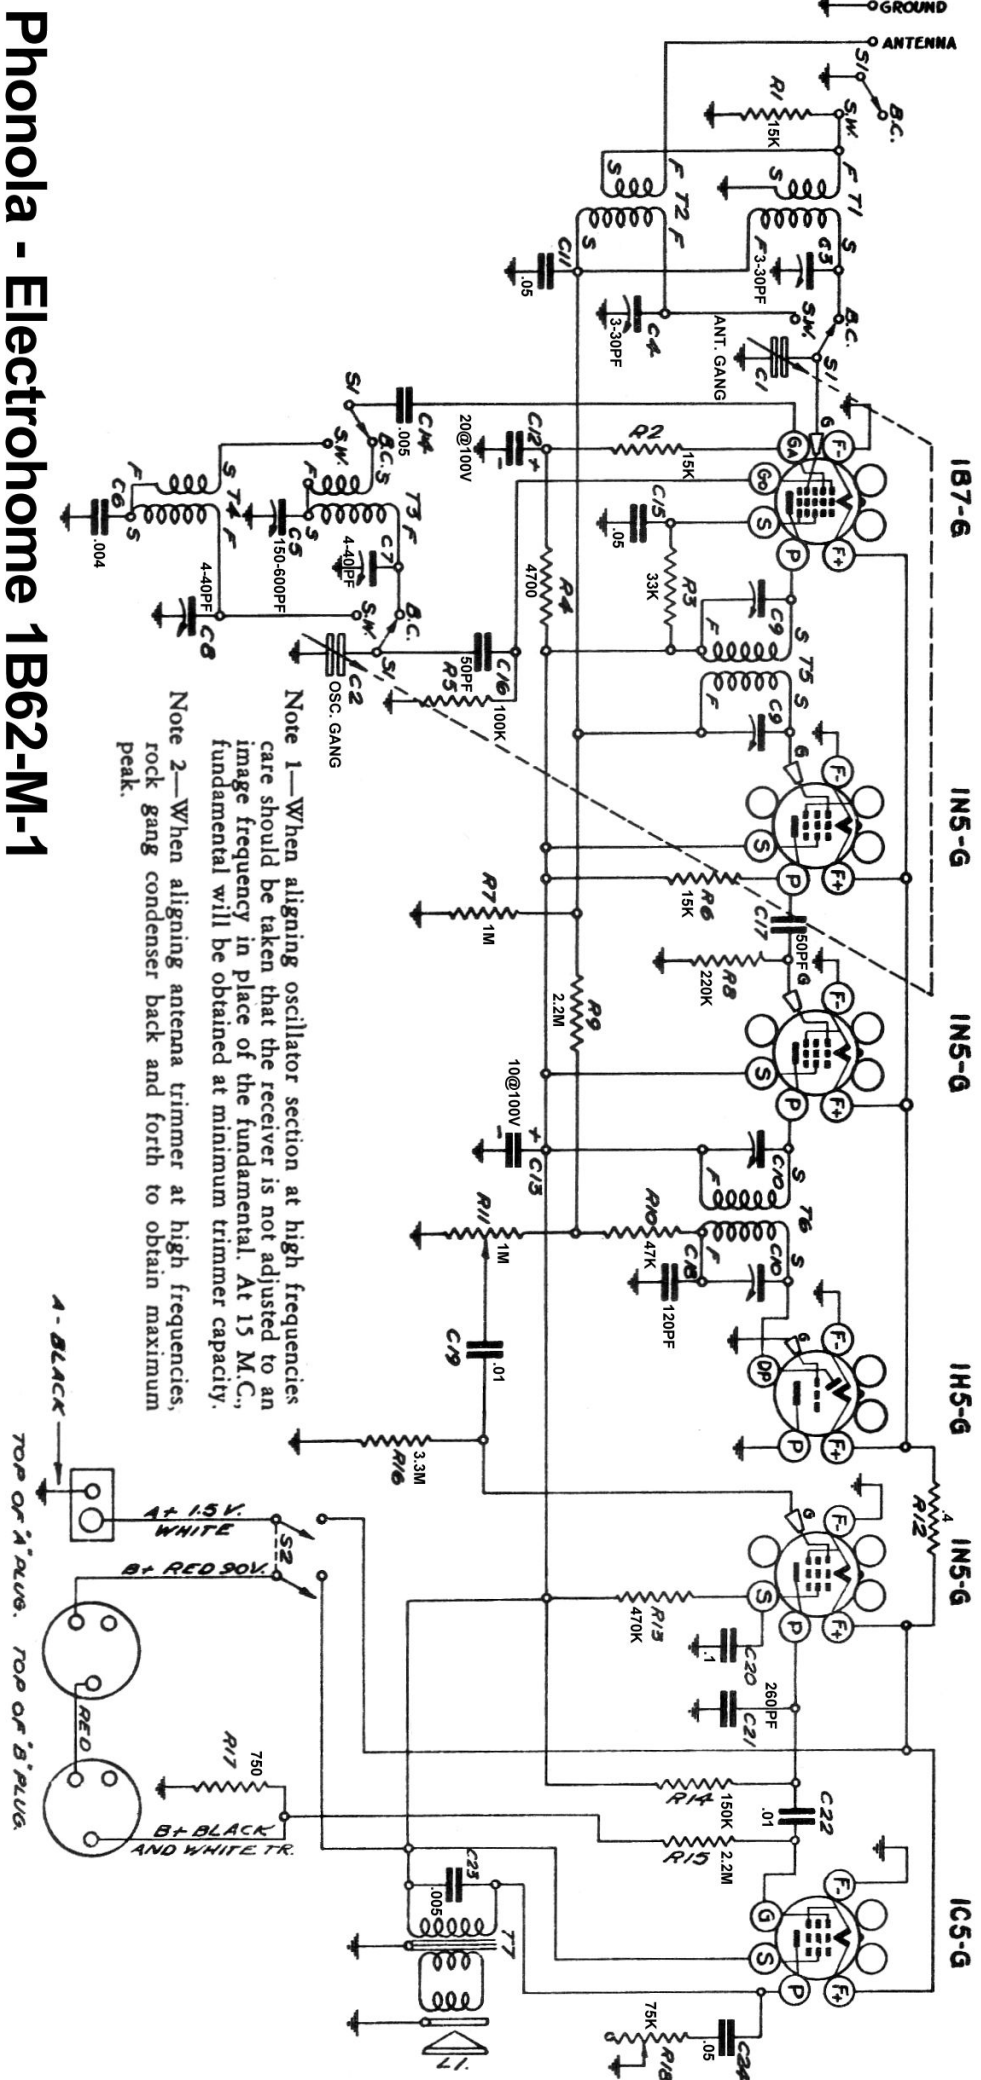 GROUND
ANTENNA
S1
B.C.
S.W.
R1
15K
F T1
S
S
F
F T2 F
S
S
C11
.05
C3
3-30PF
C4
3-30PF
S.W.
B.C.
S1
C1
ANT. GANG
1B7-G
G
F-
GA
Go
S
P
F+
R2
15K
C12
20@100V
+
-
C14
.005
S1
B.C.
S.W.
S
F
T3 F
S
S
F
T4 F
S
C6
.004
C5
150-600PF
C7
4-40PF
C8
4-40PF
B.C.
S.W.
S1
C2
OSC. GANG
C15
.05
R3
33K
R4
4700
C16
50PF
R5
100K
C9
S T5 S
F
F
C9
1N5-G
G
F-
S
P
F+
R6
15K
R7
1M
C17
50PF
R8
220K
R9
2.2M
1N5-G
G
F-
S
P
F+
10@100V
+
-
C13
C10
S
F
T6
S
F
C10
R10
47K
C18
120PF
R11
1M
C19
.01
1H5-G
G
F-
DP
P
F+
R12
.4
R16
3.3M
1N5-G
G
F-
S
P
F+
R13
470K
C20
.1
C21
260PF
R14
150K
C22
.01
R15
2.2M
1C5-G
F-
G
S
P
F+
C23
.005
T7
L1.
C24
.05
R18
75K
R17
750
S2
A+ 1.5 V.
WHITE
B+ RED 90V.
RED
B+ BLACK
AND WHITE TR.
A- BLACK
TOP OF "A" PLUG. TOP OF "B" PLUG.
Note 1—When aligning oscillator section at high frequencies
care should be taken that the receiver is not adjusted to an
image frequency in place of the fundamental. At 15 M.C.,
fundamental will be obtained at minimum trimmer capacity.
Note 2—When aligning antenna trimmer at high frequencies,
rock gang condenser back and forth to obtain maximum
peak.
Phonola - Electrohome 1B62-M-1